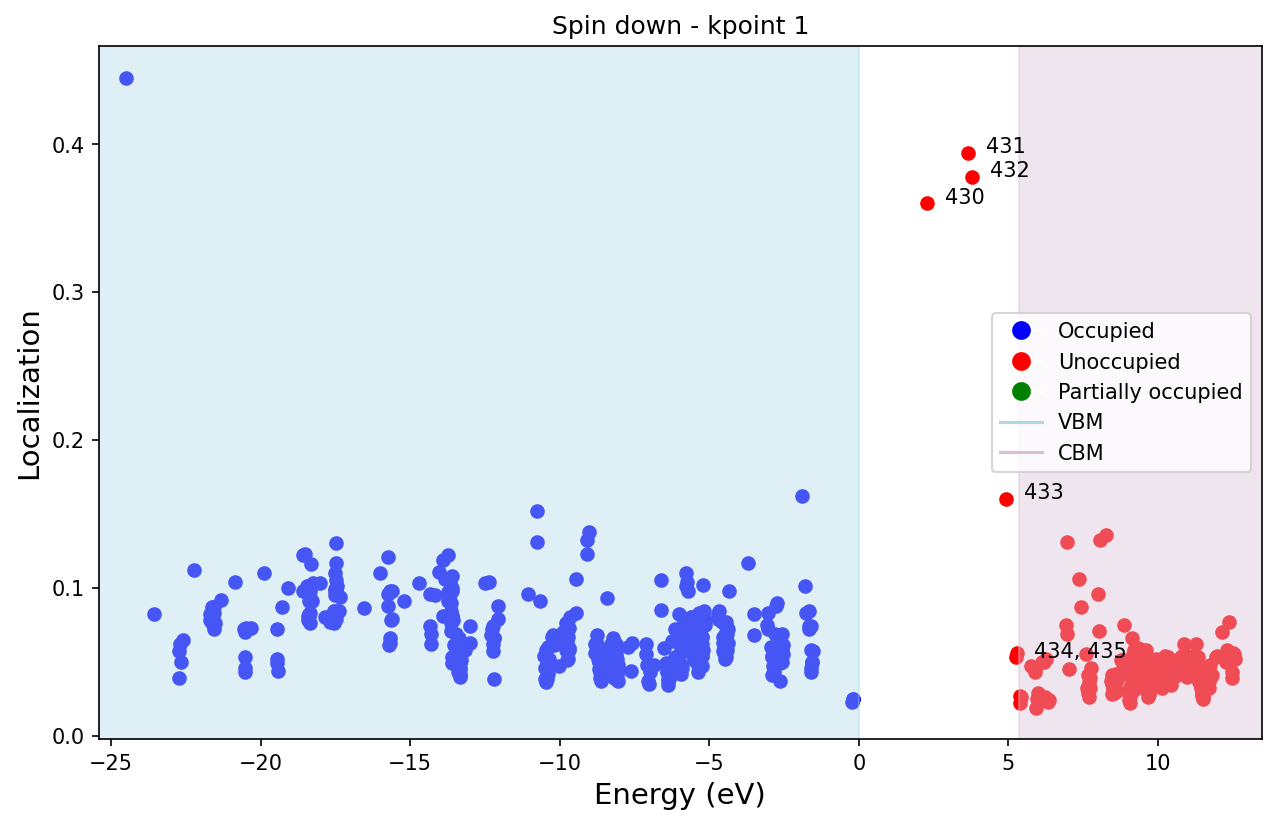 Spin down - kpoint 1
Localization
0.4
0.3
0.2
0.1
0.0
431
432
430
433
434, 435
Occupied
Unoccupied
Partially occupied
VBM
CBM
−25
−20
−15
−10
−5
0
5
10
Energy (eV)